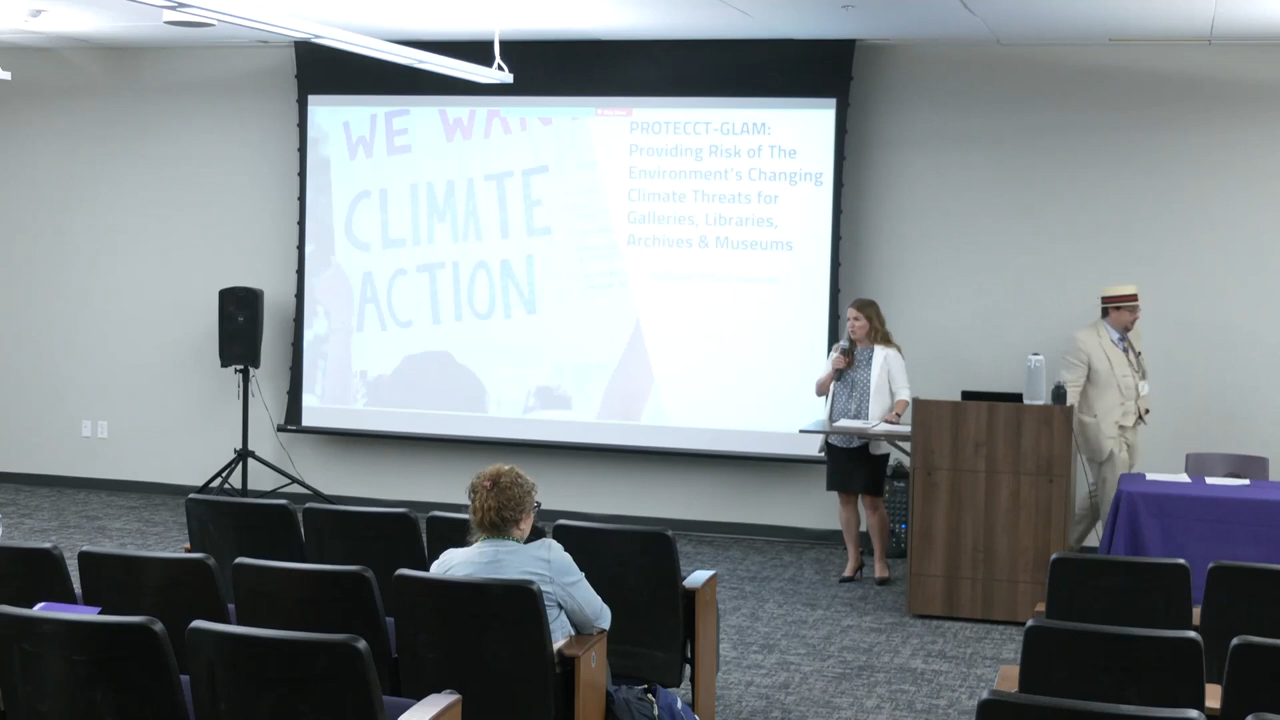 WE WAN
CLIMATE
ACTION
PROTECCT-GLAM:
Providing Risk of The
Environment's Changing
Climate Threats for
Galleries, Libraries,
Archives & Museums